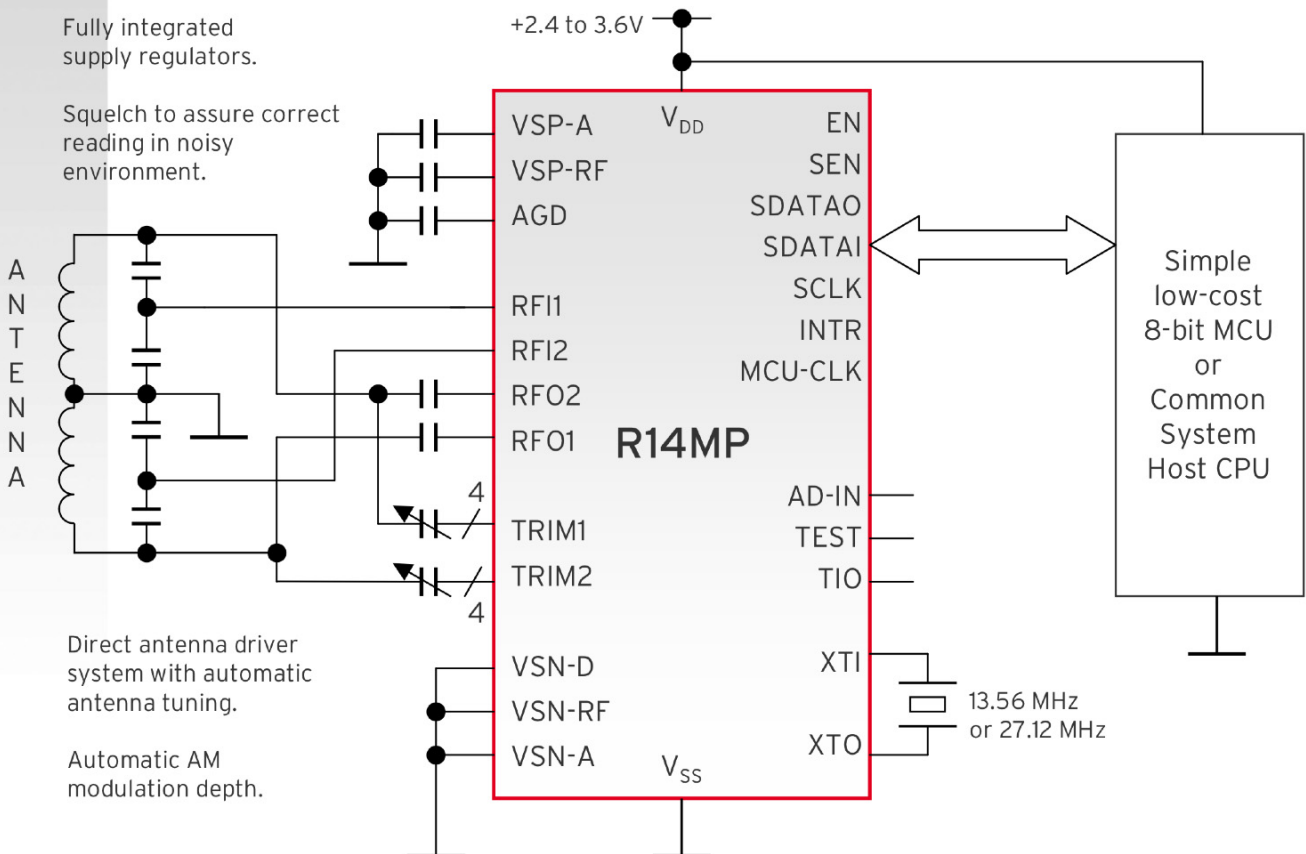 Fully integrated
supply regulators.
Squelch to assure correct
reading in noisy
environment.
+2.4 to 3.6V
ANTENNA
VSP-A
VSP-RF
AGD
RFI1
RFI2
RFO2
RFO1
4
TRIM1
TRIM2
4
VSN-D
VSN-RF
VSN-A
VDD
R14MP
VSS
EN
SEN
SDATAO
SDATAI
SCLK
INTR
MCU-CLK
AD-IN
TEST
TIO
XTI
XTO
13.56 MHz
or 27.12 MHz
Simple
low-cost
8-bit MCU
or
Common
System
Host CPU
Direct antenna driver
system with automatic
antenna tuning.
Automatic AM
modulation depth.